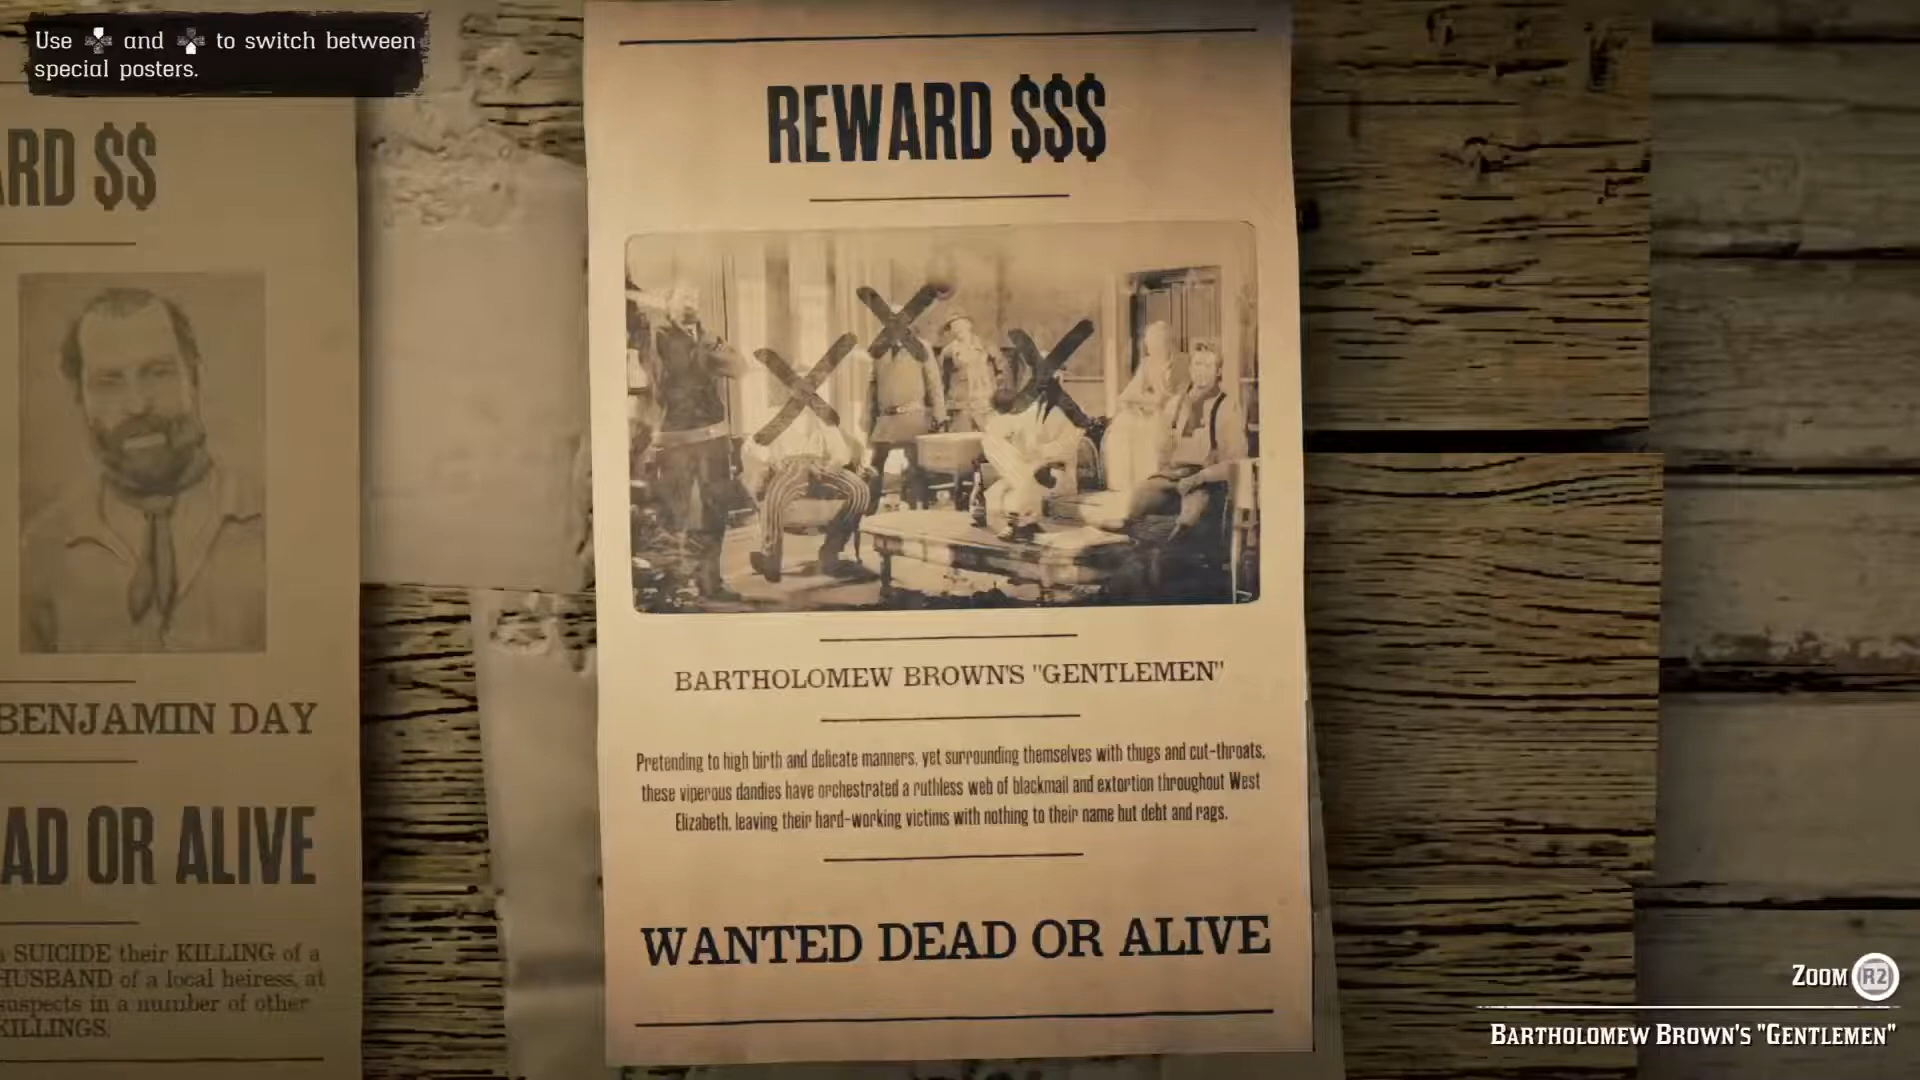 Use and to switch between
special posters.
RD $$
BENJAMIN DAY
AD OR ALIVE
SUICIDE their KILLING of a
HUSBAND of a local heiress, at
suspects in a number of other
KILLINGS.
REWARD $$$
BARTHOLOMEW BROWN'S "GENTLEMEN"
Pretending to high birth and delicate manners, yet surrounding themselves with thugs and cut-throats,
these viperous dandies have orchestrated a ruthless web of blackmail and extortion throughout West
Elizabeth, leaving their hard-working victims with nothing to their name but debt and rags.
WANTED DEAD OR ALIVE
ZOOM R2
BARTHOLOMEW BROWN'S "GENTLEMEN"